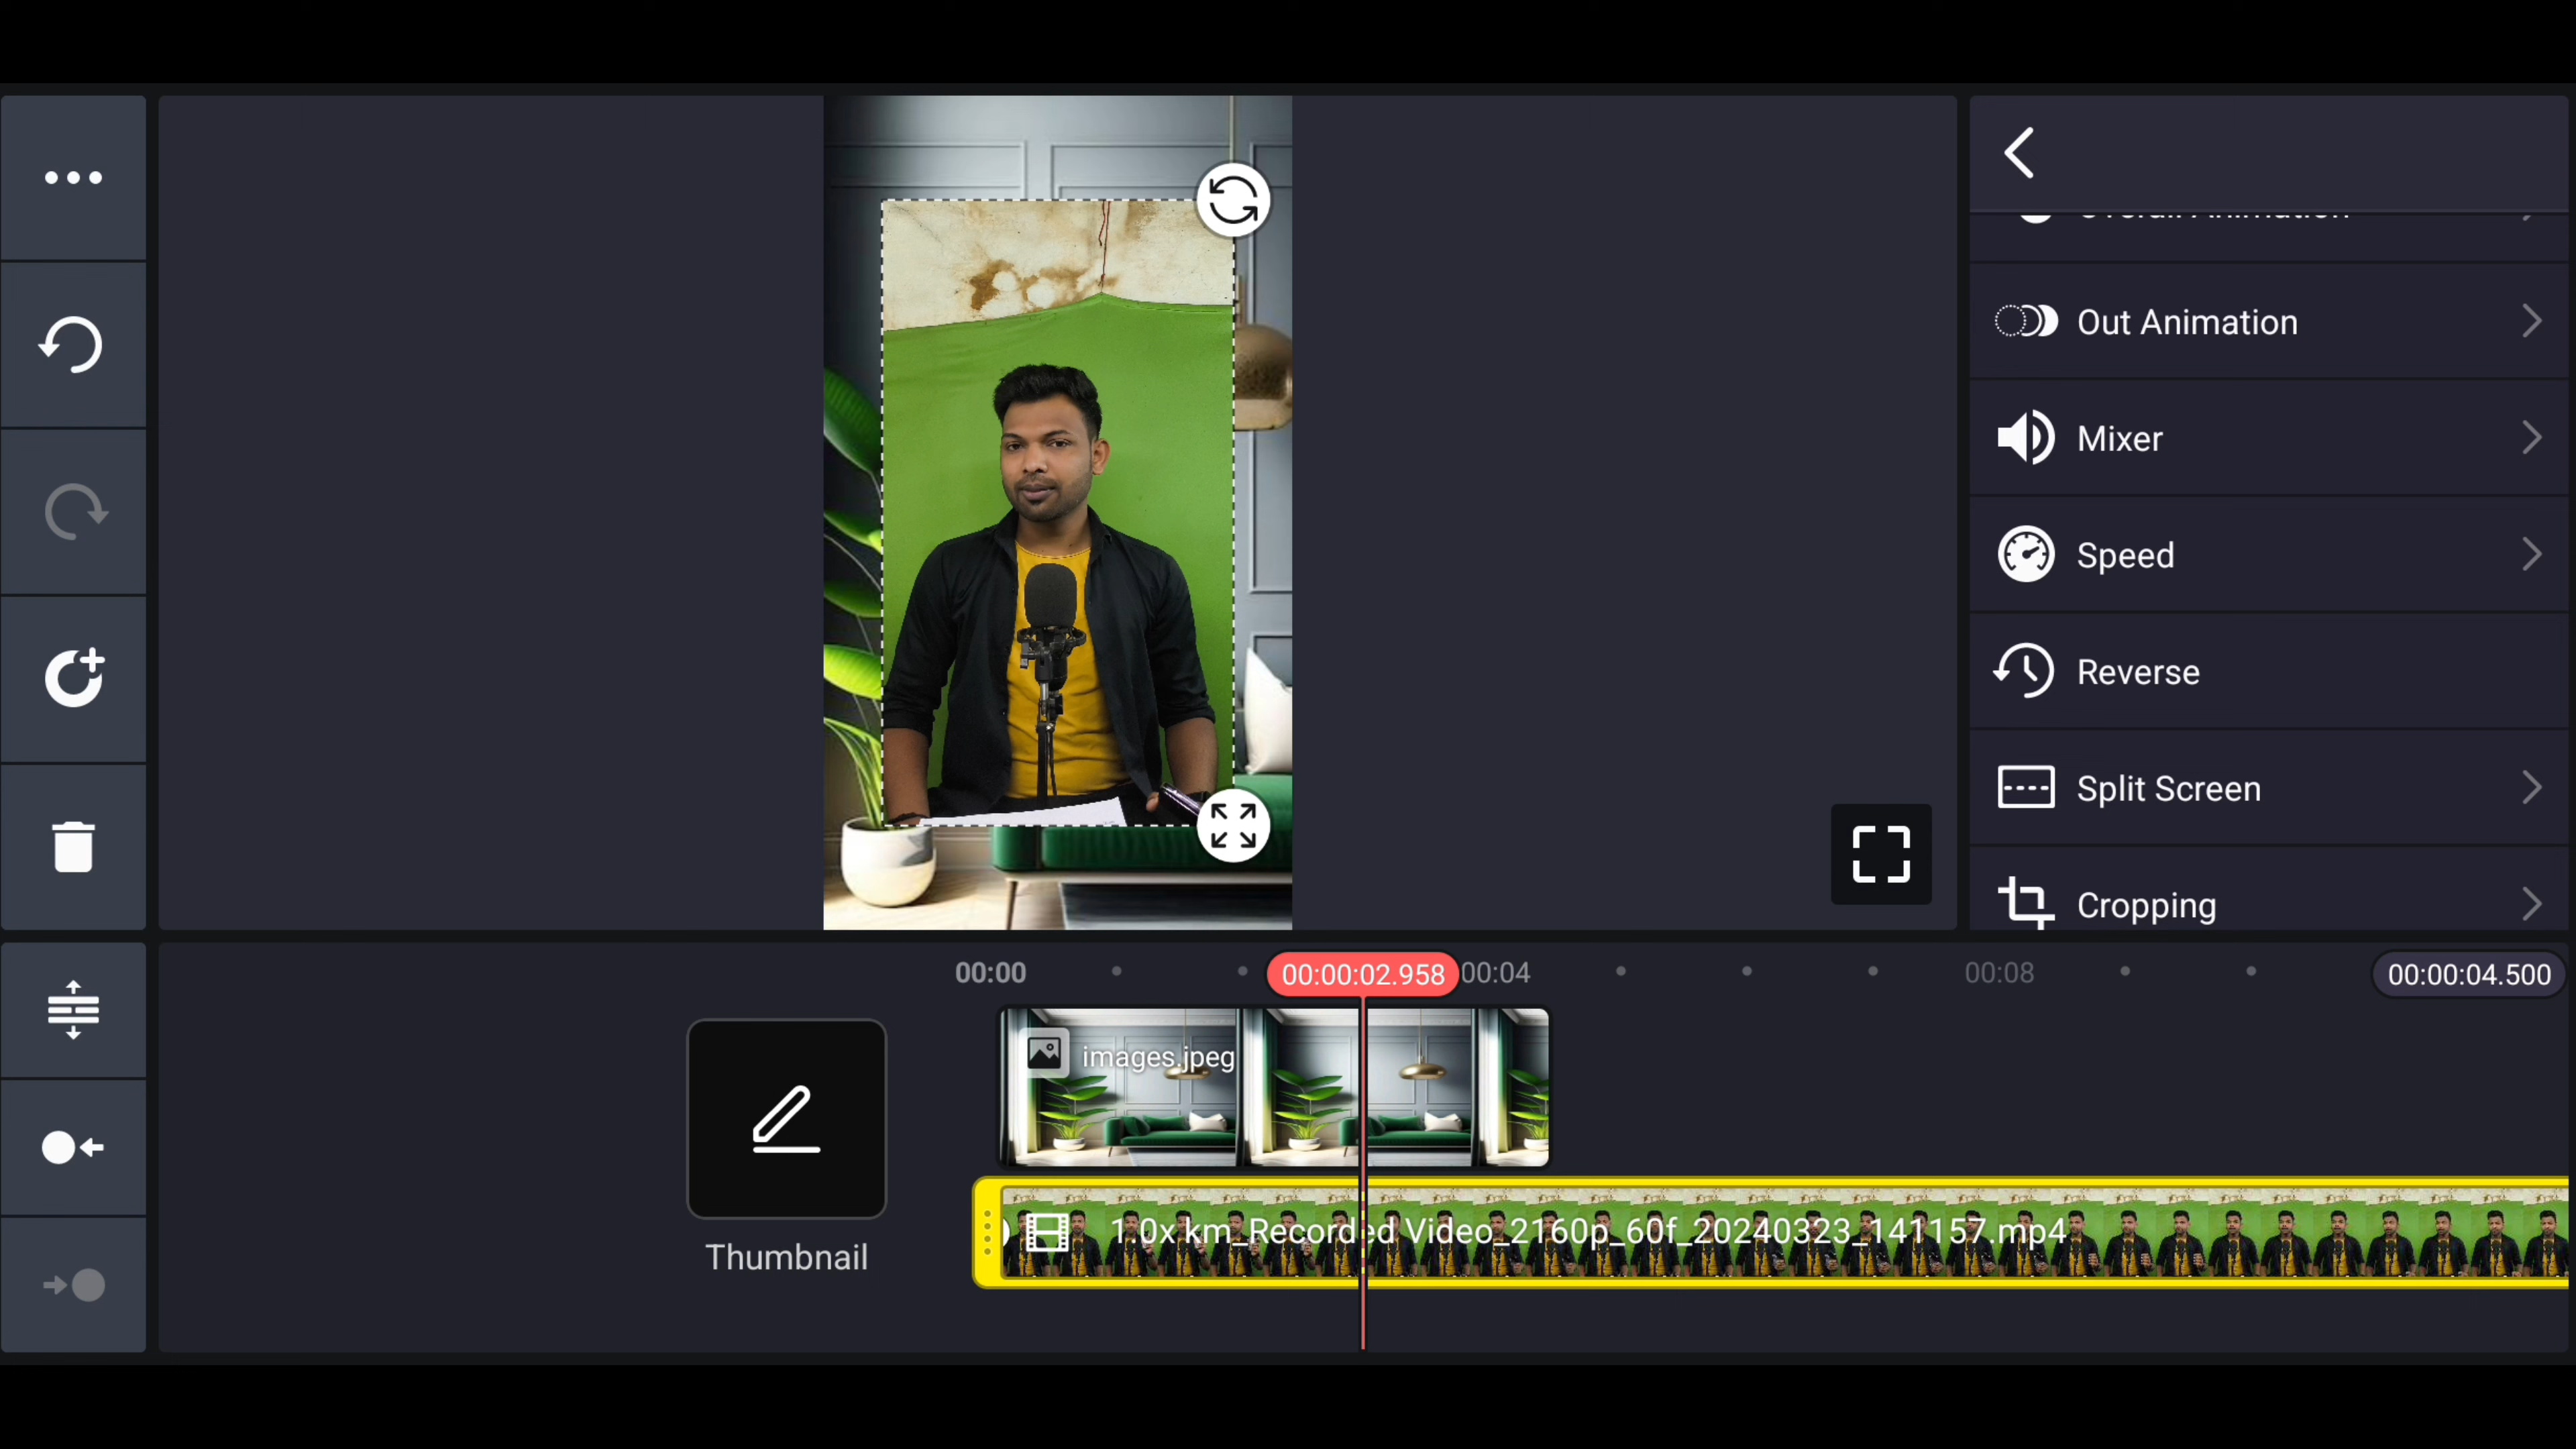 Out Animation
Mixer
Speed
Reverse
Split Screen
Cropping
00:00
00:00:02.958
00:04
00:08
00:00:04.500
images.jpeg
1.0x km_Recorded Video_2160p_60f_20240323_141157.mp4
Thumbnail